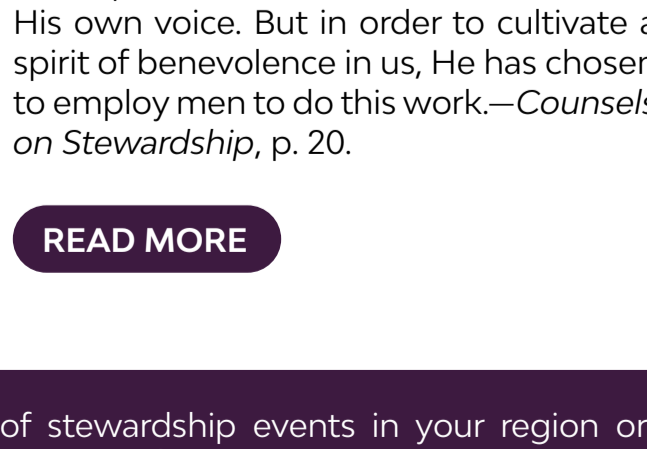 His own voice. But in order to cultivate a
spirit of benevolence in us, He has chosen
to employ men to do this work.—Counsels
on Stewardship, p. 20.
READ MORE
of stewardship events in your region or